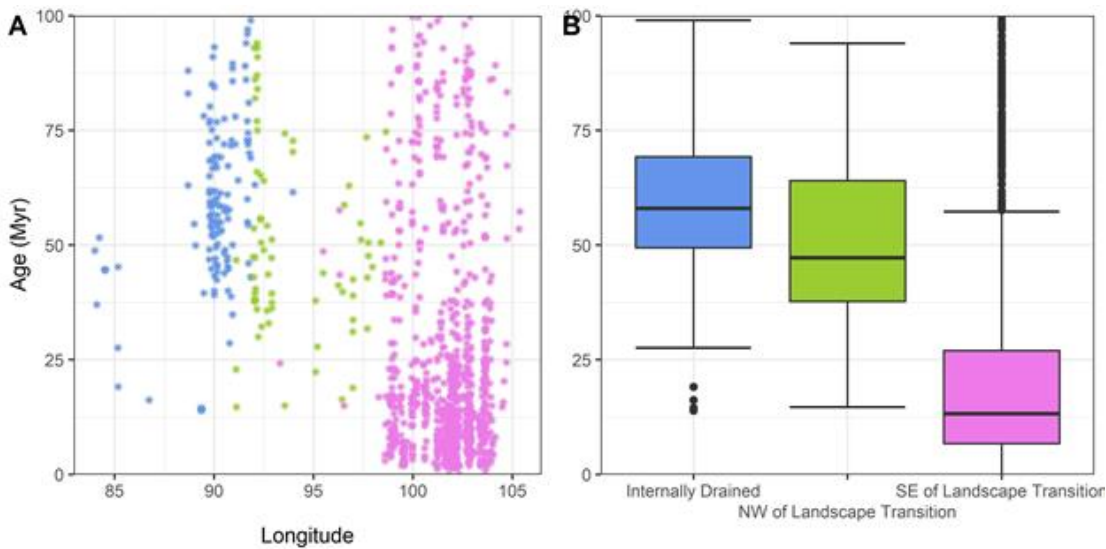 A
B
100
75
50
25
0
Age (Myr)
85
90
95
100
105
Longitude
100
75
50
25
0
Internally Drained
NW of Landscape Transition
SE of Landscape Transition